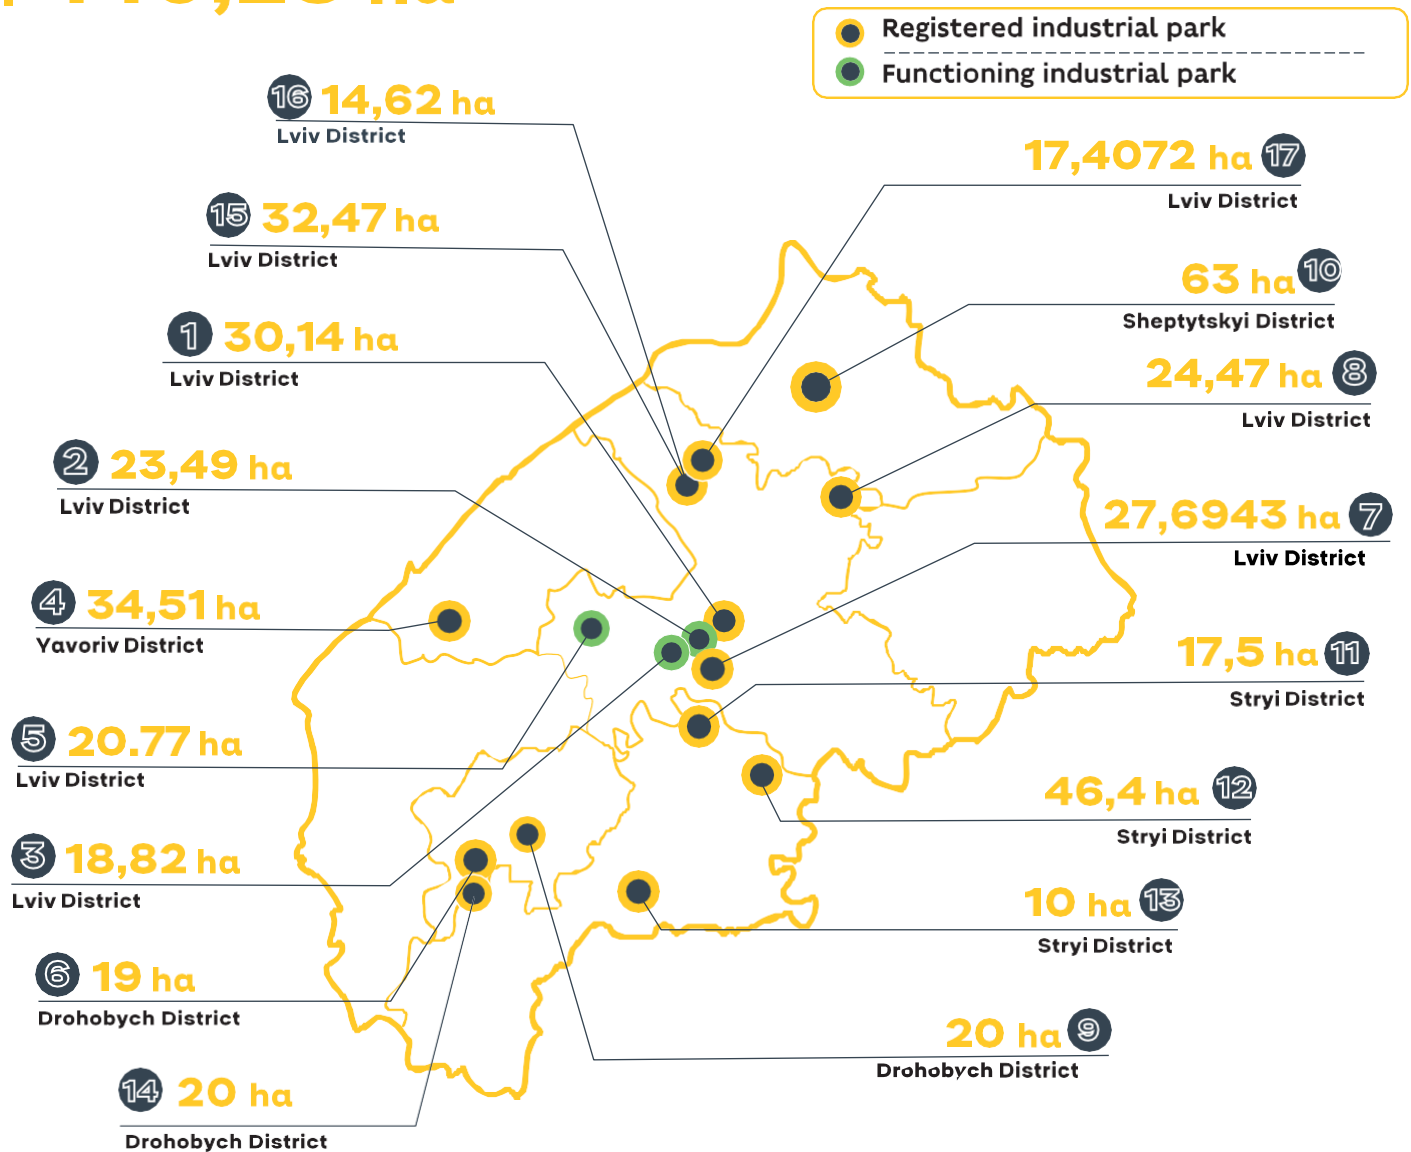 Registered industrial park
Functioning industrial park
16 14,62 ha
Lviv District
17,4072 ha 17
Lviv District
15 32,47 ha
Lviv District
63 ha 10
Sheptytskyi District
1 30,14 ha
Lviv District
24,47 ha 8
Lviv District
2 23,49 ha
Lviv District
27,6943 ha 7
Lviv District
4 34,51 ha
Yavoriv District
17,5 ha 11
Stryi District
5 20.77 ha
Lviv District
46,4 ha 12
Stryi District
3 18,82 ha
Lviv District
10 ha 13
Stryi District
6 19 ha
Drohobych District
20 ha 9
Drohobych District
14 20 ha
Drohobych District